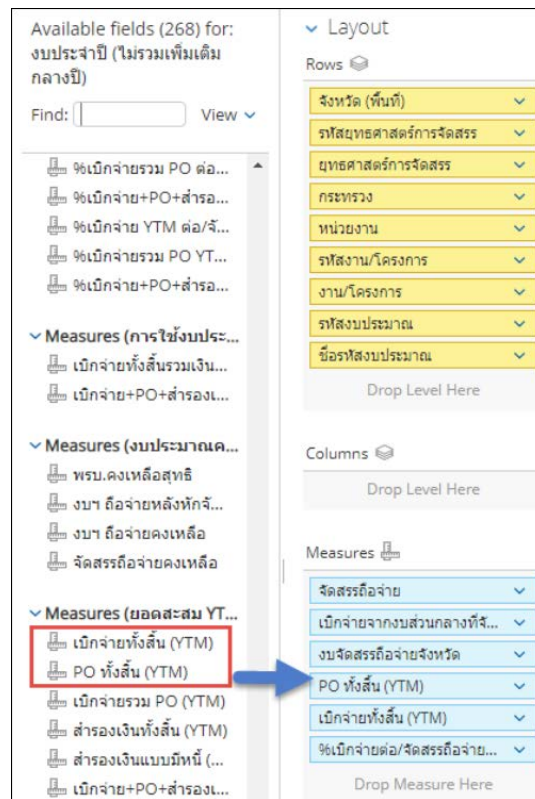 Available fields (268) for:
งบประจำปี (ไม่รวมเพิ่มเติม
กลางปี)
Find:
View
%เบิกจ่ายรวม PO ต่อ...
%เบิกจ่าย+PO+สำรอ...
%เบิกจ่าย YTM ต่อ/จั...
%เบิกจ่ายรวม PO YT...
%เบิกจ่าย+PO+สำรอ...
Measures (การใช้งบประ...
เบิกจ่ายทั้งสิ้นรวมเงิน...
เบิกจ่าย+PO+สำรองเ...
Measures (งบประมาณค...
พรบ.คงเหลือสุทธิ
งบฯ ถือจ่ายหลังหักจั...
งบฯ ถือจ่ายคงเหลือ
จัดสรรถือจ่ายคงเหลือ
Measures (ยอดสะสม YT...
เบิกจ่ายทั้งสิ้น (YTM)
PO ทั้งสิ้น (YTM)
เบิกจ่ายรวม PO (YTM)
สำรองเงินทั้งสิ้น (YTM)
สำรองเงินแบบมีหนี้ (...
เบิกจ่าย+PO+สำรองเ...
Layout
Rows
จังหวัด (พื้นที่)
รหัสยุทธศาสตร์การจัดสรร
ยุทธศาสตร์การจัดสรร
กระทรวง
หน่วยงาน
รหัสงาน/โครงการ
งาน/โครงการ
รหัสงบประมาณ
ชื่อรหัสงบประมาณ
Drop Level Here
Columns
Drop Level Here
Measures
จัดสรรถือจ่าย
เบิกจ่ายจากงบส่วนกลางที่จั...
งบจัดสรรถือจ่ายจังหวัด
PO ทั้งสิ้น (YTM)
เบิกจ่ายทั้งสิ้น (YTM)
%เบิกจ่ายต่อ/จัดสรรถือจ่าย...
Drop Measure Here